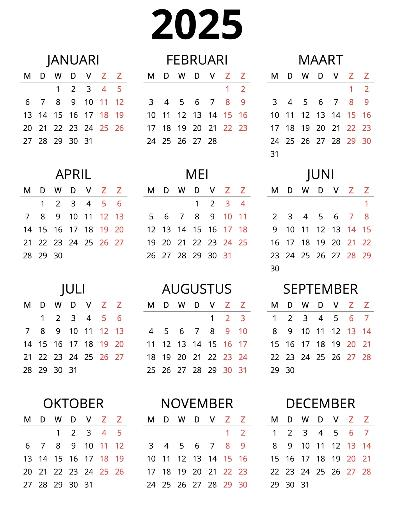 2025
JANUARI FEBRUARI MAART
M D W D V Z Z M D W D V Z Z M D W D V Z Z
1 2 3 4 5 1 2 1 2
6 7 8 9 10 11 12 3 4 5 6 7 8 9 3 4 5 6 7 8 9
13 14 15 16 17 18 19 10 11 12 13 14 15 16 10 11 12 13 14 15 16
20 21 22 23 24 25 26 17 18 19 20 21 22 23 17 18 19 20 21 22 23
27 28 29 30 31 24 25 26 27 28 24 25 26 27 28 29 30
31
APRIL MEI JUNI
M D W D V Z Z M D W D V Z Z M D W D V Z Z
1 2 3 4 5 6 1 2 3 4 1
7 8 9 10 11 12 13 5 6 7 8 9 10 11 2 3 4 5 6 7 8
14 15 16 17 18 19 20 12 13 14 15 16 17 18 9 10 11 12 13 14 15
21 22 23 24 25 26 27 19 20 21 22 23 24 25 16 17 18 19 20 21 22
28 29 30 26 27 28 29 30 31 23 24 25 26 27 28 29
30
JULI AUGUSTUS SEPTEMBER
M D W D V Z Z M D W D V Z Z M D W D V Z Z
1 2 3 4 5 6 1 2 3 1 2 3 4 5 6 7
7 8 9 10 11 12 13 4 5 6 7 8 9 10 8 9 10 11 12 13 14
14 15 16 17 18 19 20 11 12 13 14 15 16 17 15 16 17 18 19 20 21
21 22 23 24 25 26 27 18 19 20 21 22 23 24 22 23 24 25 26 27 28
28 29 30 31 25 26 27 28 29 30 31 29 30
OKTOBER NOVEMBER DECEMBER
M D W D V Z Z M D W D V Z Z M D W D V Z Z
1 2 3 4 5 1 2 1 2 3 4 5 6 7
6 7 8 9 10 11 12 3 4 5 6 7 8 9 8 9 10 11 12 13 14
13 14 15 16 17 18 19 10 11 12 13 14 15 16 15 16 17 18 19 20 21
20 21 22 23 24 25 26 17 18 19 20 21 22 23 22 23 24 25 26 27 28
27 28 29 30 31 24 25 26 27 28 29 30 29 30 31